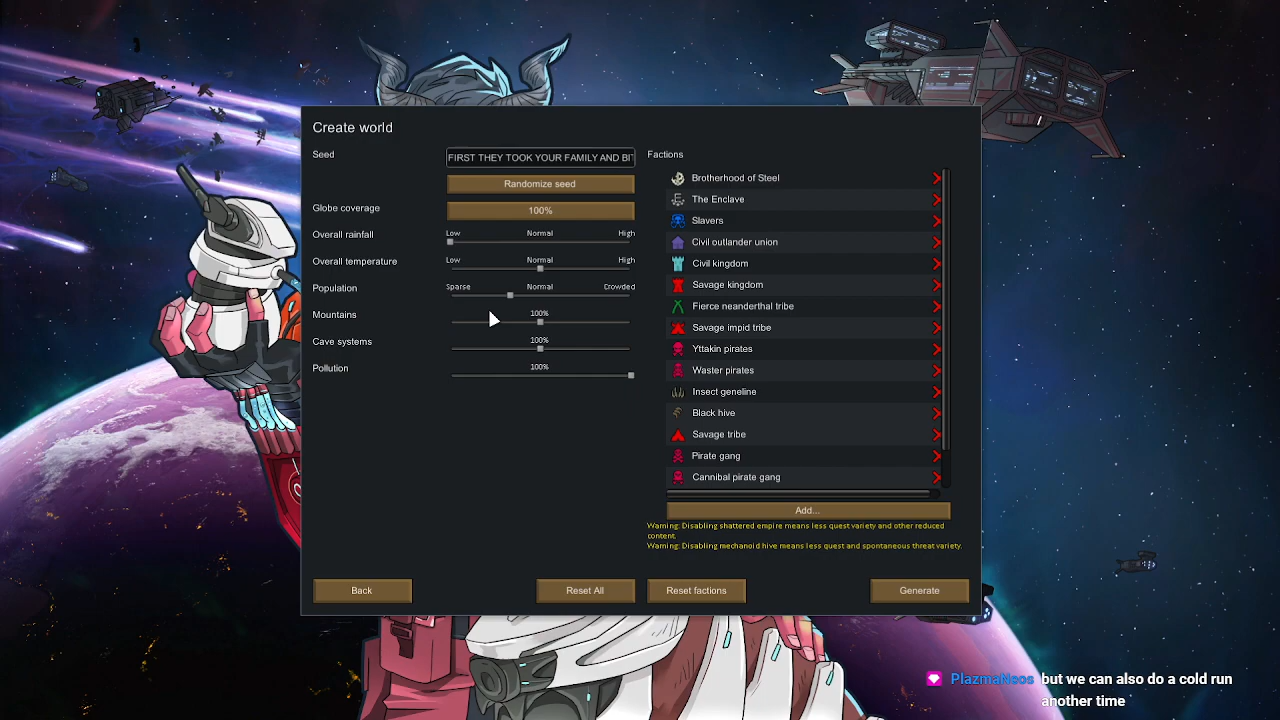 Create world
Seed
FIRST THEY TOOK YOUR FAMILY AND BI
Randomize seed
Globe coverage
100%
Overall rainfall
Low Normal High
Overall temperature
Low Normal High
Population
Sparse Normal Crowded
Mountains
100%
Cave systems
100%
Pollution
100%
Factions
Brotherhood of Steel
The Enclave
Slavers
Civil outlander union
Civil kingdom
Savage kingdom
Fierce neanderthal tribe
Savage impid tribe
Yttakin pirates
Waster pirates
Insect geneline
Black hive
Savage tribe
Pirate gang
Cannibal pirate gang
Add...
Warning: Disabling shattered empire means less quest variety and other reduced
content.
Warning: Disabling mechanoid hive means less quest and spontaneous threat variety.
Back
Reset All
Reset factions
Generate
PlazmaNeos but we can also do a cold run
another time